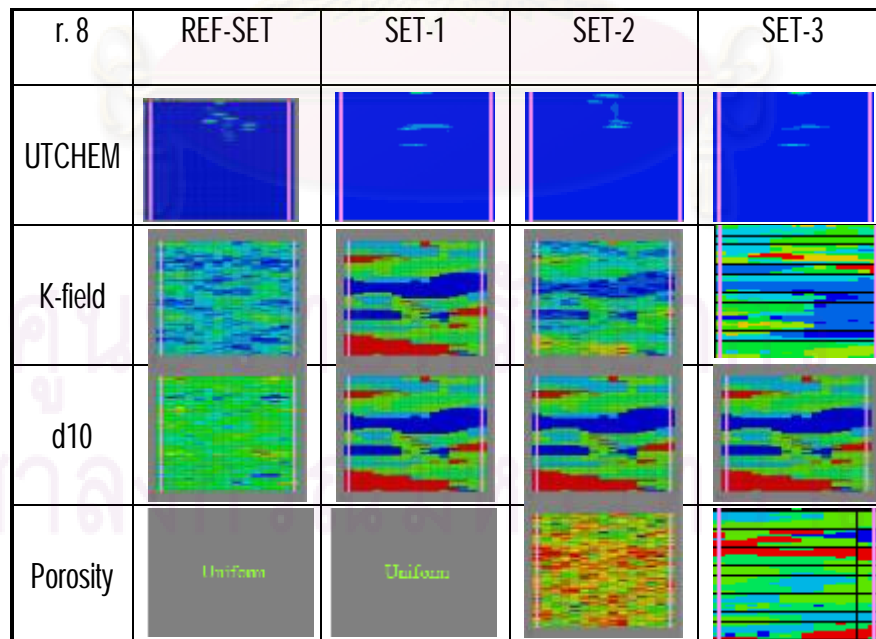 r. 8 REF-SET SET-1 SET-2 SET-3
UTCHEM
K-field
d10
Porosity Uniform Uniform